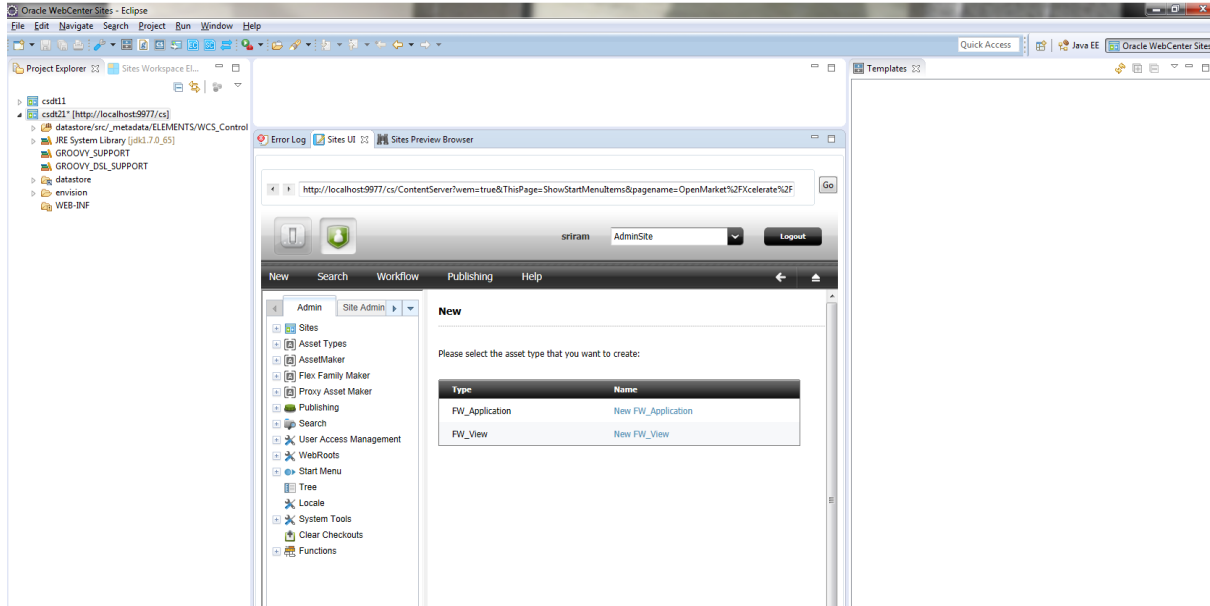 Oracle WebCenter Sites - Eclipse
File Edit Navigate Search Project Run Window Help
Quick Access Java EE Oracle WebCenter Sites
Project Explorer Sites Workspace El...
csdt11
csdt21* [http://localhost:9977/cs]
datastore/src/_metadata/ELEMENTS/WCS_Control
JRE System Library [jdk1.7.0_65]
GROOVY_SUPPORT
GROOVY_DSL_SUPPORT
datastore
envision
WEB-INF
Error Log Sites UI Sites Preview Browser
http://localhost:9977/cs/ContentServer?wem=true&ThisPage=ShowStartMenuItems&pagename=OpenMarket%2FXcelerate%2F Go
sriram AdminSite Logout
New Search Workflow Publishing Help
Admin Site Admin
Sites
Asset Types
AssetMaker
Flex Family Maker
Proxy Asset Maker
Publishing
Search
User Access Management
WebRoots
Start Menu
Tree
Locale
System Tools
Clear Checkouts
Functions
New
Please select the asset type that you want to create:
Type Name
FW_Application New FW_Application
FW_View New FW_View
Templates